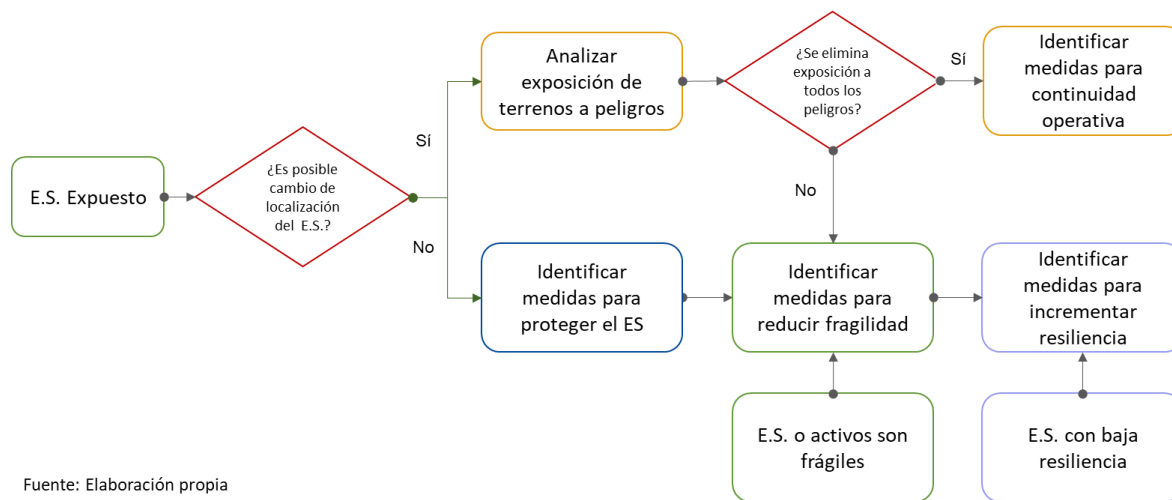 E.S. Expuesto
¿Es posible
cambio de
localización
del E.S.?
Sí
No
Analizar
exposición de
terrenos a peligros
¿Se elimina
exposición a
todos los
peligros?
Sí
No
Identificar
medidas para
continuidad
operativa
Identificar
medidas para
proteger el ES
Identificar
medidas para
reducir fragilidad
Identificar
medidas para
incrementar
resiliencia
E.S. o activos son
frágiles
E.S. con baja
resiliencia
Fuente: Elaboración propia